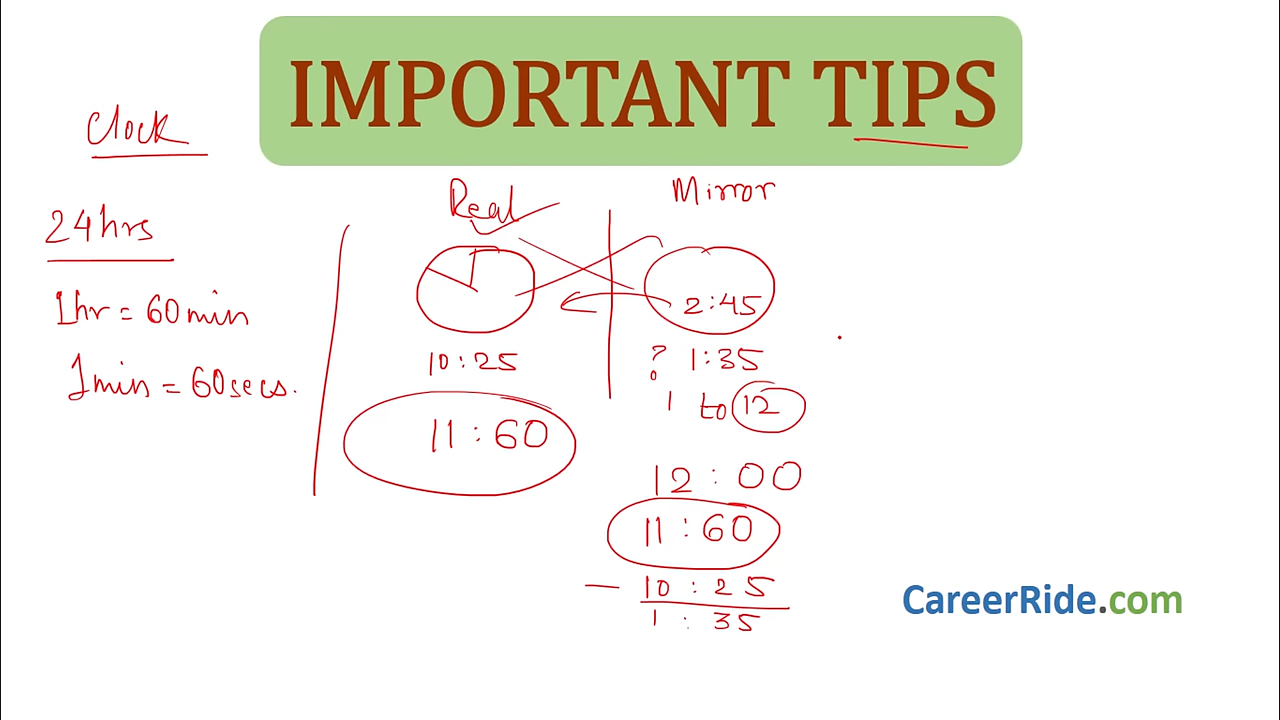 IMPORTANT TIPS
Clock
24hrs
1hr = 60min
1min = 60secs.
Real
10:25
11:60
Mirror
2:45
? 1:35
1 to 12
12:00
11:60
— 10:25
1:35
CareerRide.com